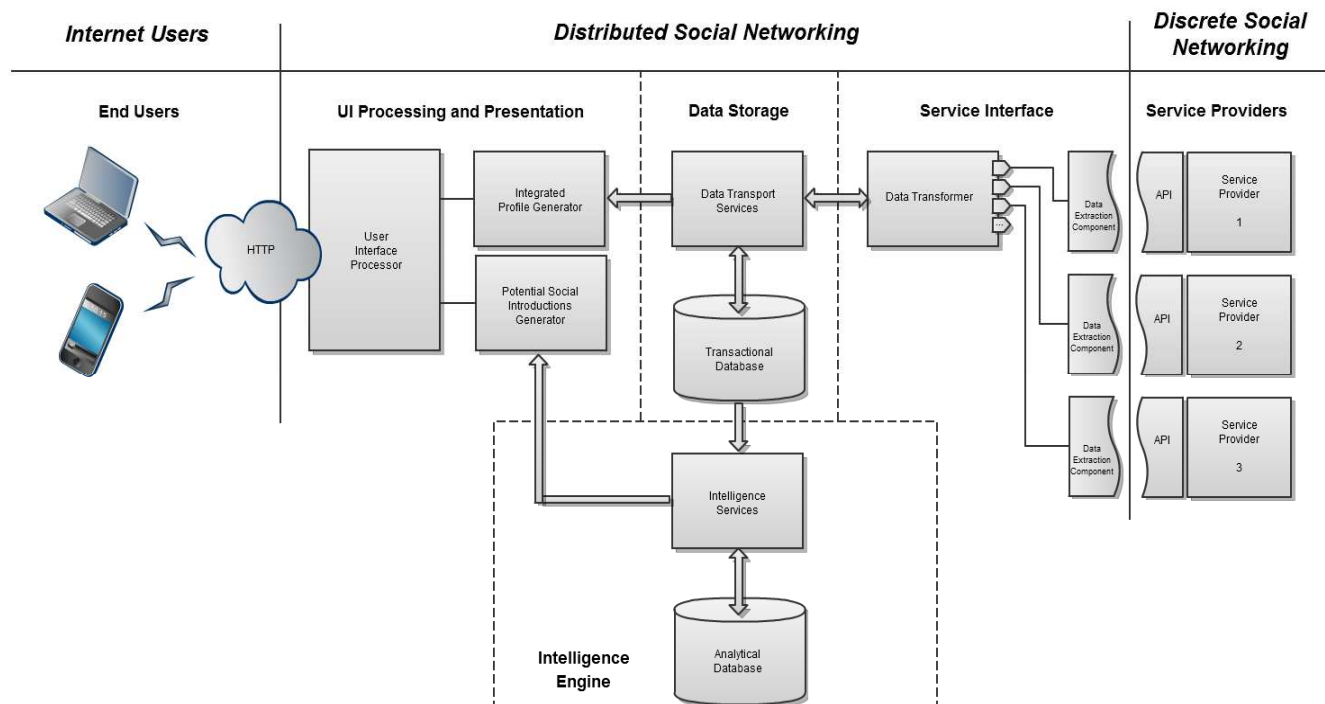 Internet Users
Distributed Social Networking
Discrete Social
Networking
End Users
UI Processing and Presentation
Data Storage
Service Interface
Service Providers
HTTP
User
Interface
Processor
Integrated
Profile Generator
Potential Social
Introductions
Generator
Data Transport
Services
Transactional
Database
Data Transformer
...
Data
Extraction
Component
API
Service
Provider
1
Data
Extraction
Component
API
Service
Provider
2
Data
Extraction
Component
API
Service
Provider
3
Intelligence
Services
Analytical
Database
Intelligence
Engine